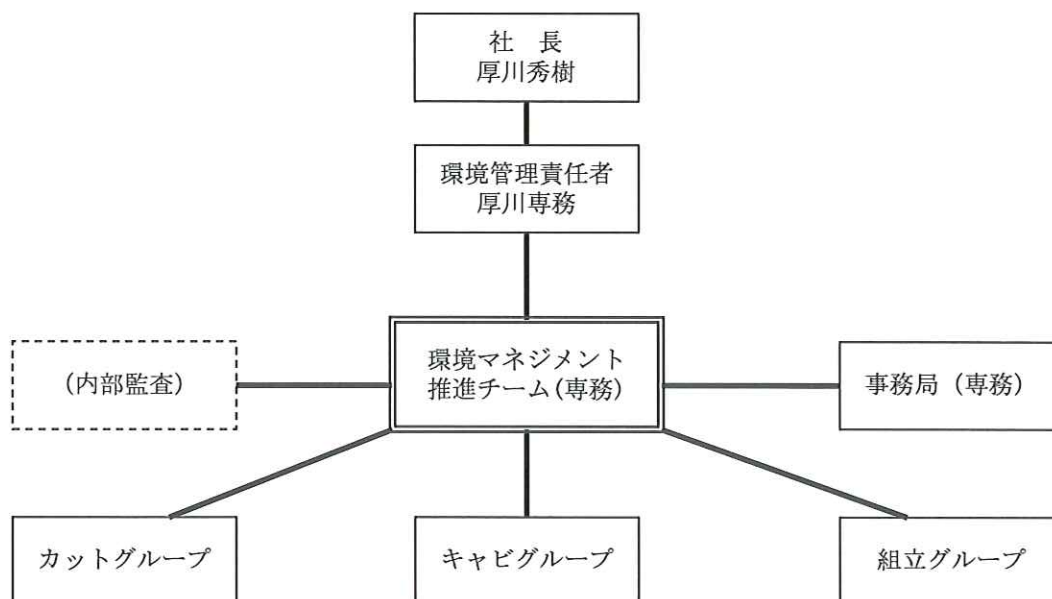 社　長
厚川秀樹
環境管理責任者
厚川専務
(内部監査)
環境マネジメント
推進チーム(専務)
事務局（専務）
カットグループ
キャビグループ
組立グループ